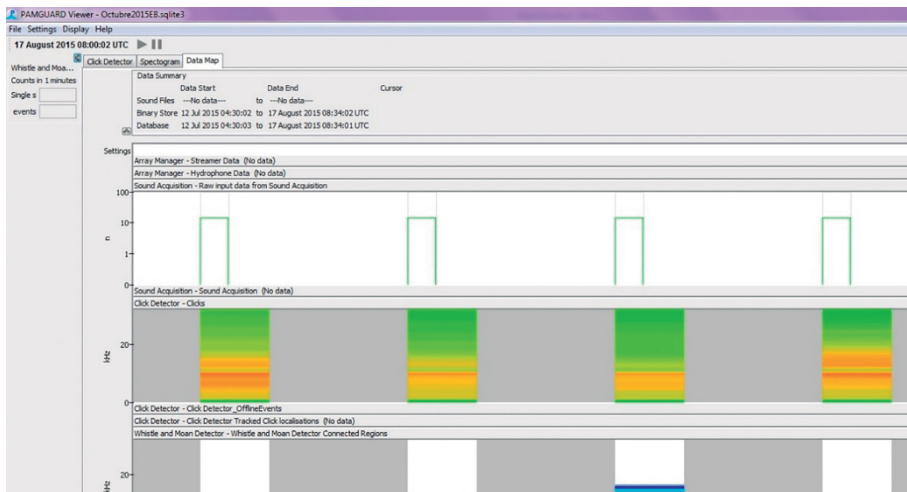 PAMGUARD Viewer - Octubre2015EB.sqlite3
File Settings Display Help
17 August 2015 08:00:02 UTC
Whistle and Moa...
Counts in 1 minutes
Single s
events
Click Detector Spectogram Data Map
Data Summary
Data Start Data End Cursor
Sound Files ---No data--- to ---No data---
Binary Store 12 Jul 2015 04:30:02 to 17 August 2015 08:34:02 UTC
Database 12 Jul 2015 04:30:03 to 17 August 2015 08:34:01 UTC
Settings
Array Manager - Streamer Data (No data)
Array Manager - Hydrophone Data (No data)
Sound Acquisition - Raw input data from Sound Acquisition
100
10
n
1
0
Sound Acquisition - Sound Acquisition (No data)
Click Detector - Clicks
20
kHz
0
Click Detector - Click Detector_OfflineEvents
Click Detector - Click Detector Tracked Click localisations (No data)
Whistle and Moan Detector - Whistle and Moan Detector Connected Regions
20
kHz